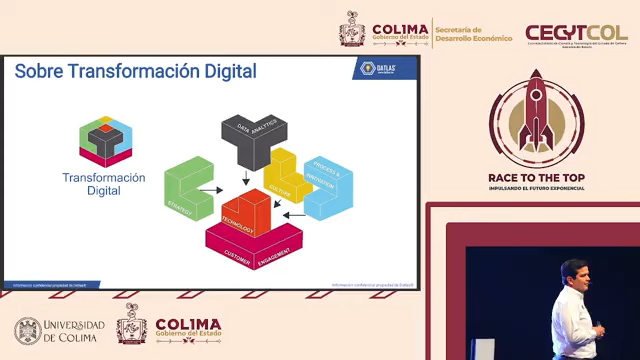 COLIMA
Gobierno del Estado
Secretaría de
Desarrollo Económico
CECYTCOL
Sobre Transformación Digital
DATLAS
Transformación
Digital
DATA ANALYTICS
STRATEGY
CULTURE
PROCESS &
INNOVATION
TECHNOLOGY
CUSTOMER
ENGAGEMENT
RACE TO THE TOP
IMPULSANDO EL FUTURO EXPONENCIAL
UNIVERSIDAD
DE COLIMA
COLIMA
Gobierno del Estado